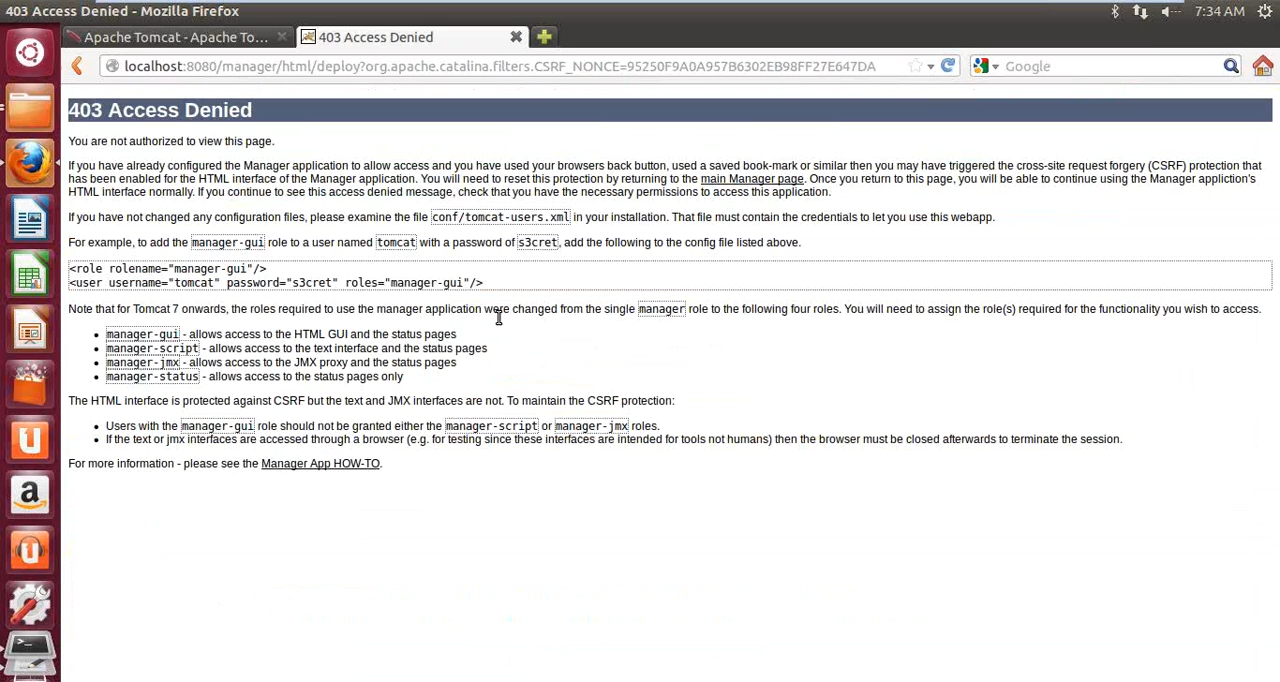 403 Access Denied - Mozilla Firefox
7:34 AM
Apache Tomcat - Apache To...
403 Access Denied
localhost:8080/manager/html/deploy?org.apache.catalina.filters.CSRF_NONCE=95250F9A0A957B6302EB98FF27E647DA
Google
403 Access Denied
You are not authorized to view this page.
If you have already configured the Manager application to allow access and you have used your browsers back button, used a saved book-mark or similar then you may have triggered the cross-site request forgery (CSRF) protection that
has been enabled for the HTML interface of the Manager application. You will need to reset this protection by returning to the main Manager page. Once you return to this page, you will be able to continue using the Manager appliction's
HTML interface normally. If you continue to see this access denied message, check that you have the necessary permissions to access this application.
If you have not changed any configuration files, please examine the file conf/tomcat-users.xml in your installation. That file must contain the credentials to let you use this webapp.
For example, to add the manager-gui role to a user named tomcat with a password of s3cret, add the following to the config file listed above.
<role rolename="manager-gui"/>
<user username="tomcat" password="s3cret" roles="manager-gui"/>
Note that for Tomcat 7 onwards, the roles required to use the manager application were changed from the single manager role to the following four roles. You will need to assign the role(s) required for the functionality you wish to access.
• manager-gui - allows access to the HTML GUI and the status pages
• manager-script - allows access to the text interface and the status pages
• manager-jmx - allows access to the JMX proxy and the status pages
• manager-status - allows access to the status pages only
The HTML interface is protected against CSRF but the text and JMX interfaces are not. To maintain the CSRF protection:
• Users with the manager-gui role should not be granted either the manager-script or manager-jmx roles.
• If the text or jmx interfaces are accessed through a browser (e.g. for testing since these interfaces are intended for tools not humans) then the browser must be closed afterwards to terminate the session.
For more information - please see the Manager App HOW-TO.